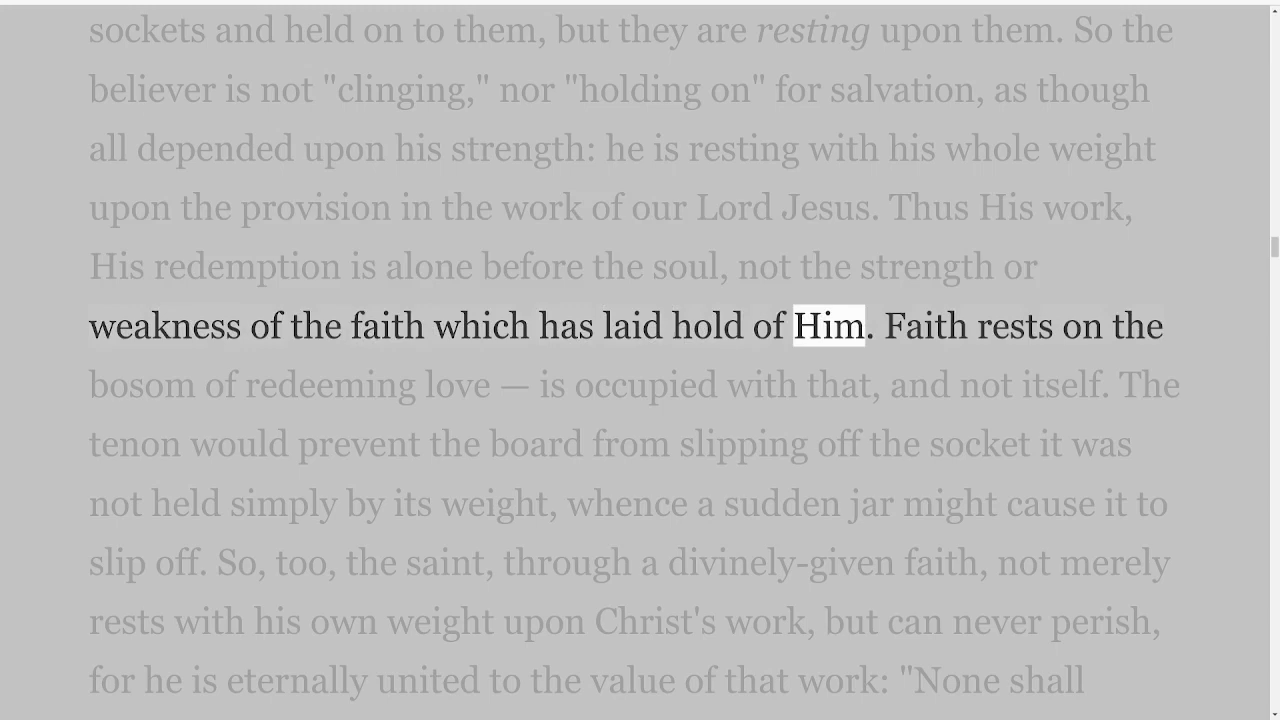 sockets and held on to them, but they are resting upon them. So the
believer is not "clinging," nor "holding on" for salvation, as though
all depended upon his strength: he is resting with his whole weight
upon the provision in the work of our Lord Jesus. Thus His work,
His redemption is alone before the soul, not the strength or
weakness of the faith which has laid hold of Him. Faith rests on the
bosom of redeeming love — is occupied with that, and not itself. The
tenon would prevent the board from slipping off the socket it was
not held simply by its weight, whence a sudden jar might cause it to
slip off. So, too, the saint, through a divinely-given faith, not merely
rests with his own weight upon Christ's work, but can never perish,
for he is eternally united to the value of that work: "None shall